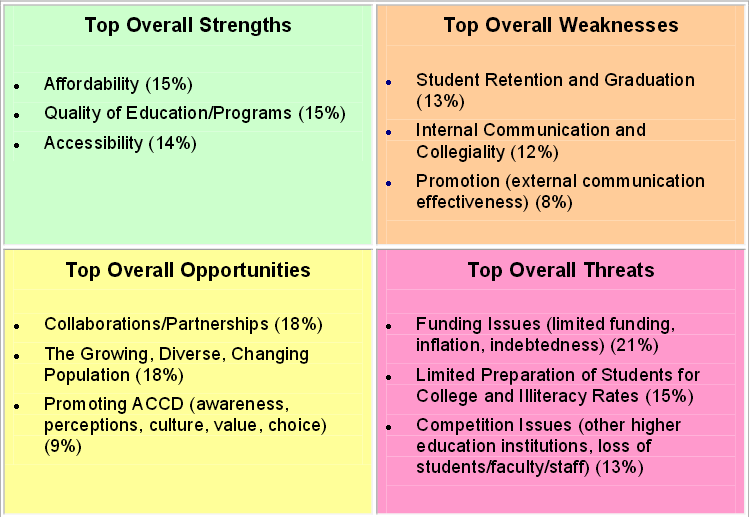 Top Overall Strengths
• Affordability (15%)
• Quality of Education/Programs (15%)
• Accessibility (14%)
Top Overall Weaknesses
• Student Retention and Graduation
(13%)
• Internal Communication and
Collegiality (12%)
• Promotion (external communication
effectiveness) (8%)
Top Overall Opportunities
• Collaborations/Partnerships (18%)
• The Growing, Diverse, Changing
Population (18%)
• Promoting ACCD (awareness,
perceptions, culture, value, choice)
(9%)
Top Overall Threats
• Funding Issues (limited funding,
inflation, indebtedness) (21%)
• Limited Preparation of Students for
College and Illiteracy Rates (15%)
• Competition Issues (other higher
education institutions, loss of
students/faculty/staff) (13%)